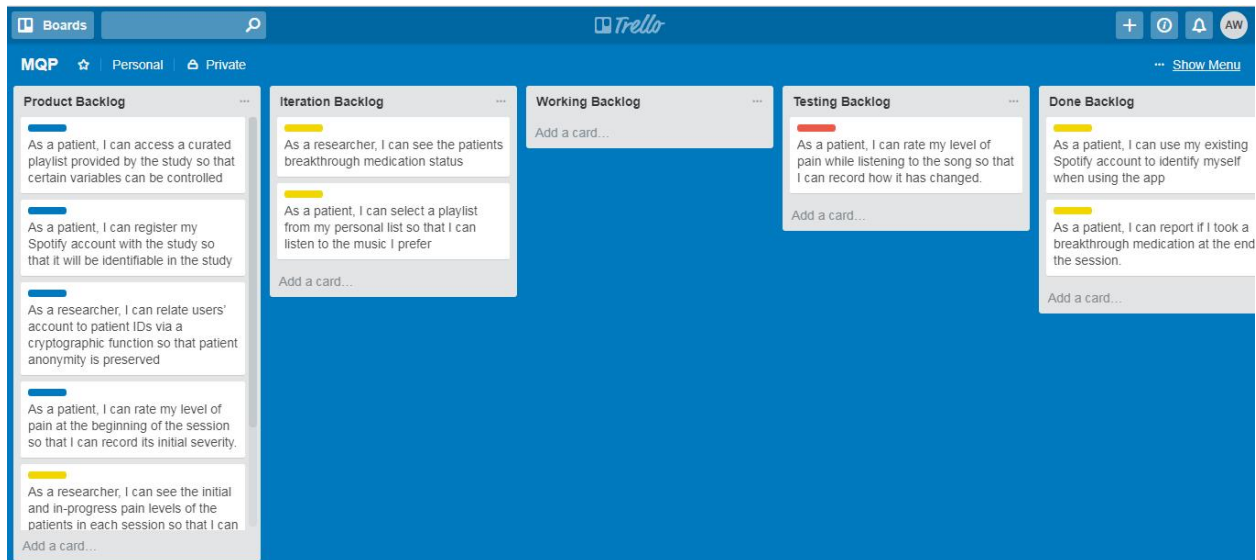 Boards
Trello
AW
MQP
Personal
Private
... Show Menu
Product Backlog
...
As a patient, I can access a curated
playlist provided by the study so that
certain variables can be controlled
As a patient, I can register my
Spotify account with the study so
that it will be identifiable in the study
As a researcher, I can relate users'
account to patient IDs via a
cryptographic function so that patient
anonymity is preserved
As a patient, I can rate my level of
pain at the beginning of the session
so that I can record its initial severity.
As a researcher, I can see the initial
and in-progress pain levels of the
patients in each session so that I can
Add a card...
Iteration Backlog
...
As a researcher, I can see the patients
breakthrough medication status
As a patient, I can select a playlist
from my personal list so that I can
listen to the music I prefer
Add a card...
Working Backlog
...
Add a card...
Testing Backlog
...
As a patient, I can rate my level of
pain while listening to the song so that
I can record how it has changed.
Add a card...
Done Backlog
As a patient, I can use my existing
Spotify account to identify myself
when using the app
As a patient, I can report if I took a
breakthrough medication at the end
the session.
Add a card...